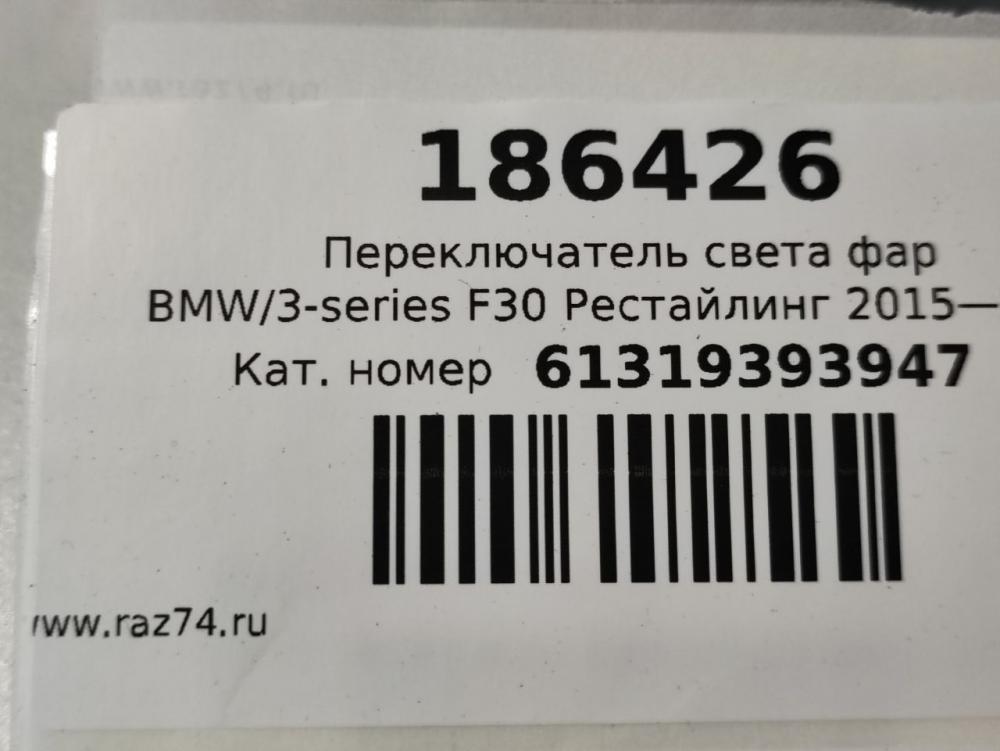 186426
Переключатель света фар
BMW/3-series F30 Рестайлинг 2015—
Кат. номер 61319393947
www.raz74.ru